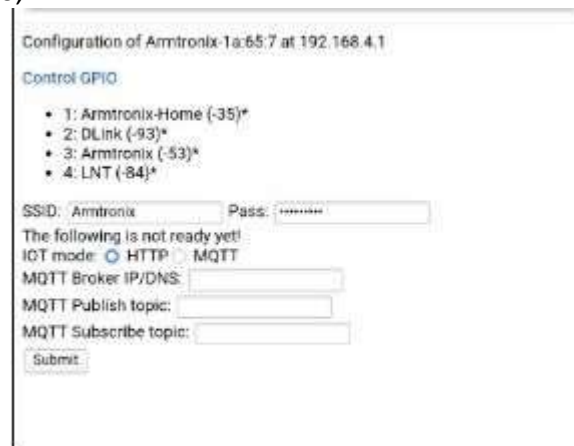 Configuration of Armtronix-1a:65:7 at 192.168.4.1
Control GPIO
• 1: Armtronix-Home (-35)*
• 2: DLink (-93)*
• 3: Armtronix (-53)*
• 4: LNT (-84)*
SSID: Armtronix Pass: •••••••••
The following is not ready yet!
IOT mode: HTTP MQTT
MQTT Broker IP/DNS:
MQTT Publish topic:
MQTT Subscribe topic:
Submit